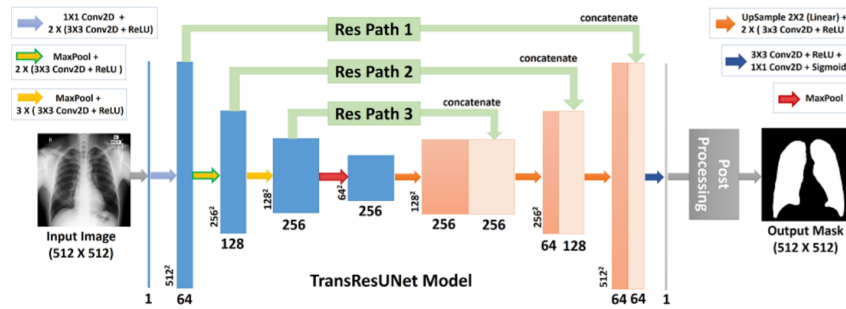 1X1 Conv2D +
2 X (3X3 Conv2D + ReLU)
MaxPool +
2 X (3X3 Conv2D + ReLU )
MaxPool +
3 X ( 3X3 Conv2D + ReLU)
Res Path 1
concatenate
Res Path 2
concatenate
Res Path 3
concatenate
UpSample 2X2 (Linear) +
2 X ( 3x3 Conv2D + ReLU
3X3 Conv2D + ReLU +
1X1 Conv2D + Sigmoid
MaxPool
Input Image
(512 X 512)
1
512²
64
256²
128
128²
256
64²
256
128²
256 256
256²
64 128
512²
64 64
1
Post
Processing
Output Mask
(512 X 512)
TransResUNet Model